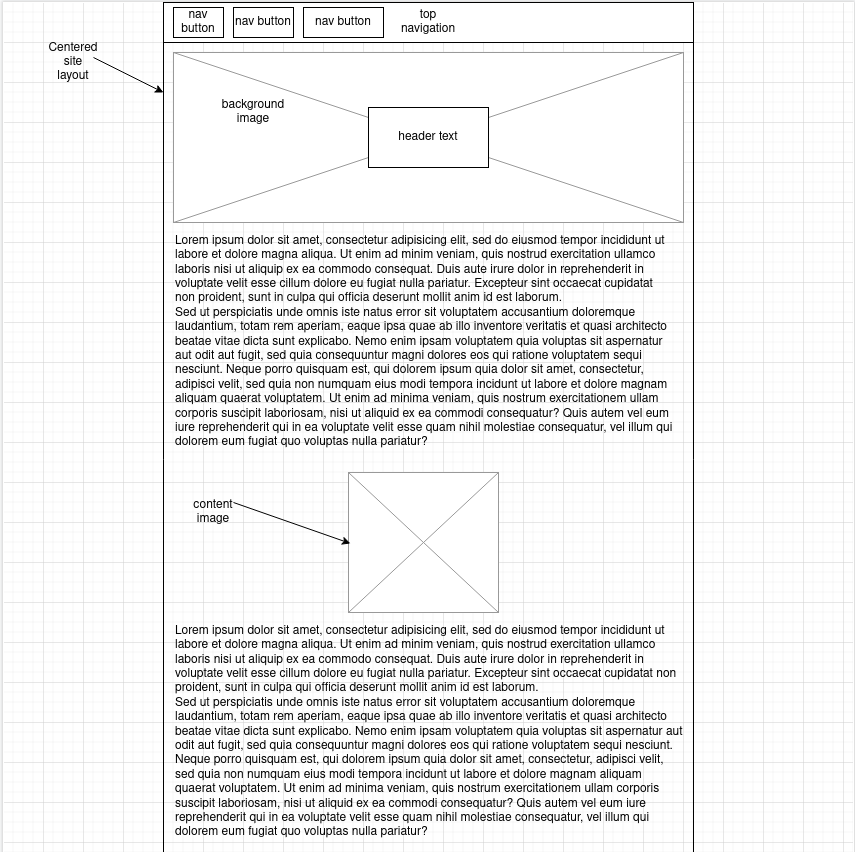 nav
button
nav button
nav button
top
navigation
Centered
site
layout
background
image
header text
Lorem ipsum dolor sit amet, consectetur adipisicing elit, sed do eiusmod tempor incididunt ut
labore et dolore magna aliqua. Ut enim ad minim veniam, quis nostrud exercitation ullamco
laboris nisi ut aliquip ex ea commodo consequat. Duis aute irure dolor in reprehenderit in
voluptate velit esse cillum dolore eu fugiat nulla pariatur. Excepteur sint occaecat cupidatat
non proident, sunt in culpa qui officia deserunt mollit anim id est laborum.
Sed ut perspiciatis unde omnis iste natus error sit voluptatem accusantium doloremque
laudantium, totam rem aperiam, eaque ipsa quae ab illo inventore veritatis et quasi architecto
beatae vitae dicta sunt explicabo. Nemo enim ipsam voluptatem quia voluptas sit aspernatur
aut odit aut fugit, sed quia consequuntur magni dolores eos qui ratione voluptatem sequi
nesciunt. Neque porro quisquam est, qui dolorem ipsum quia dolor sit amet, consectetur,
adipisci velit, sed quia non numquam eius modi tempora incidunt ut labore et dolore magnam
aliquam quaerat voluptatem. Ut enim ad minima veniam, quis nostrum exercitationem ullam
corporis suscipit laboriosam, nisi ut aliquid ex ea commodi consequatur? Quis autem vel eum
iure reprehenderit qui in ea voluptate velit esse quam nihil molestiae consequatur, vel illum qui
dolorem eum fugiat quo voluptas nulla pariatur?
content
image
Lorem ipsum dolor sit amet, consectetur adipisicing elit, sed do eiusmod tempor incididunt ut
labore et dolore magna aliqua. Ut enim ad minim veniam, quis nostrud exercitation ullamco
laboris nisi ut aliquip ex ea commodo consequat. Duis aute irure dolor in reprehenderit in
voluptate velit esse cillum dolore eu fugiat nulla pariatur. Excepteur sint occaecat cupidatat non
proident, sunt in culpa qui officia deserunt mollit anim id est laborum.
Sed ut perspiciatis unde omnis iste natus error sit voluptatem accusantium doloremque
laudantium, totam rem aperiam, eaque ipsa quae ab illo inventore veritatis et quasi architecto
beatae vitae dicta sunt explicabo. Nemo enim ipsam voluptatem quia voluptas sit aspernatur aut
odit aut fugit, sed quia consequuntur magni dolores eos qui ratione voluptatem sequi nesciunt.
Neque porro quisquam est, qui dolorem ipsum quia dolor sit amet, consectetur, adipisci velit,
sed quia non numquam eius modi tempora incidunt ut labore et dolore magnam aliquam
quaerat voluptatem. Ut enim ad minima veniam, quis nostrum exercitationem ullam corporis
suscipit laboriosam, nisi ut aliquid ex ea commodi consequatur? Quis autem vel eum iure
reprehenderit qui in ea voluptate velit esse quam nihil molestiae consequatur, vel illum qui
dolorem eum fugiat quo voluptas nulla pariatur?